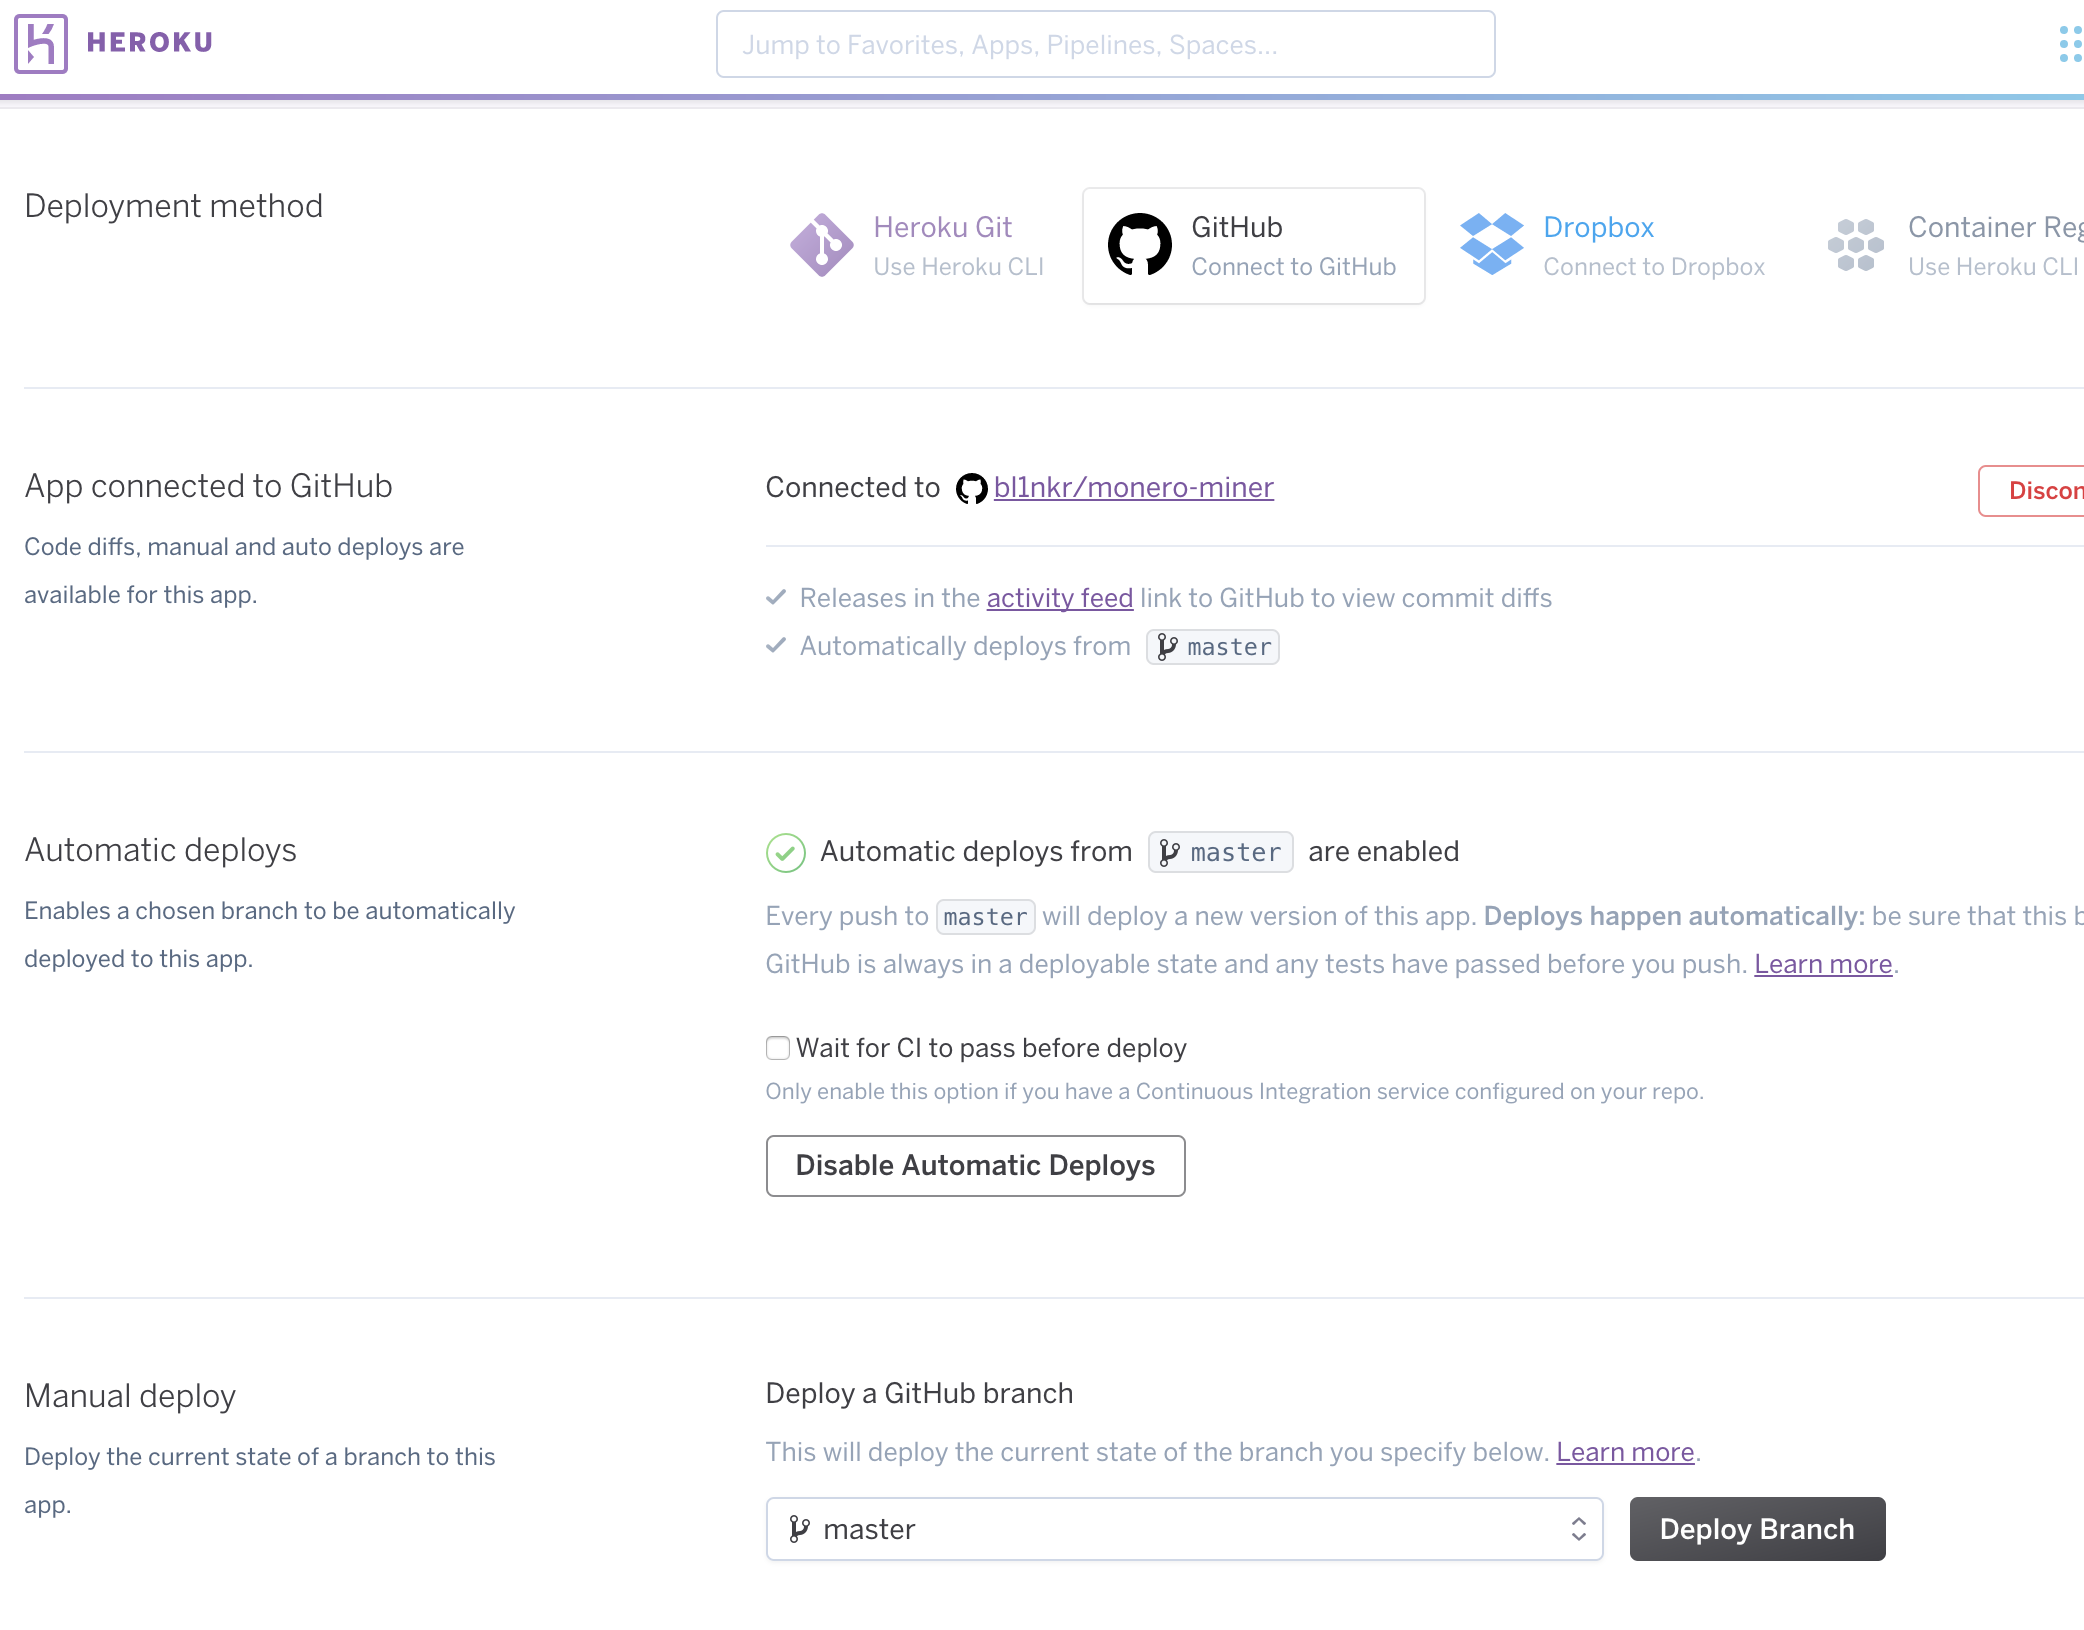 HEROKU
Jump to Favorites, Apps, Pipelines, Spaces...
Deployment method
Heroku Git
Use Heroku CLI
GitHub
Connect to GitHub
Dropbox
Connect to Dropbox
Container Reg
Use Heroku CLI
App connected to GitHub
Code diffs, manual and auto deploys are
available for this app.
Connected to bl1nkr/monero-miner
Discon
Releases in the activity feed link to GitHub to view commit diffs
Automatically deploys from master
Automatic deploys
Enables a chosen branch to be automatically
deployed to this app.
Automatic deploys from master are enabled
Every push to master will deploy a new version of this app. Deploys happen automatically: be sure that this b
GitHub is always in a deployable state and any tests have passed before you push. Learn more.
Wait for CI to pass before deploy
Only enable this option if you have a Continuous Integration service configured on your repo.
Disable Automatic Deploys
Manual deploy
Deploy the current state of a branch to this
app.
Deploy a GitHub branch
This will deploy the current state of the branch you specify below. Learn more.
master
Deploy Branch